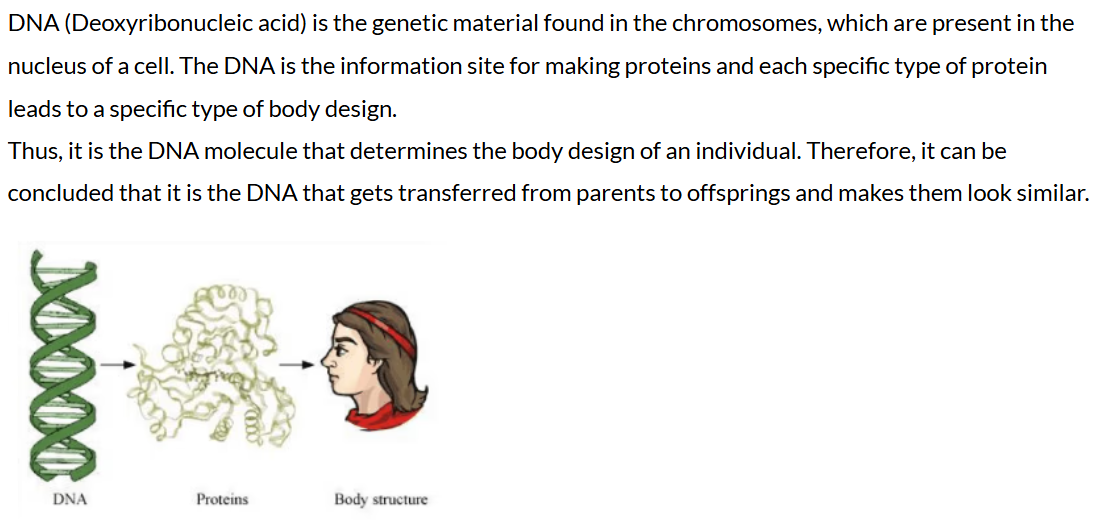 DNA (Deoxyribonucleic acid) is the genetic material found in the chromosomes, which are present in the
nucleus of a cell. The DNA is the information site for making proteins and each specific type of protein
leads to a specific type of body design.
Thus, it is the DNA molecule that determines the body design of an individual. Therefore, it can be
concluded that it is the DNA that gets transferred from parents to offsprings and makes them look similar.
DNA
Proteins
Body structure